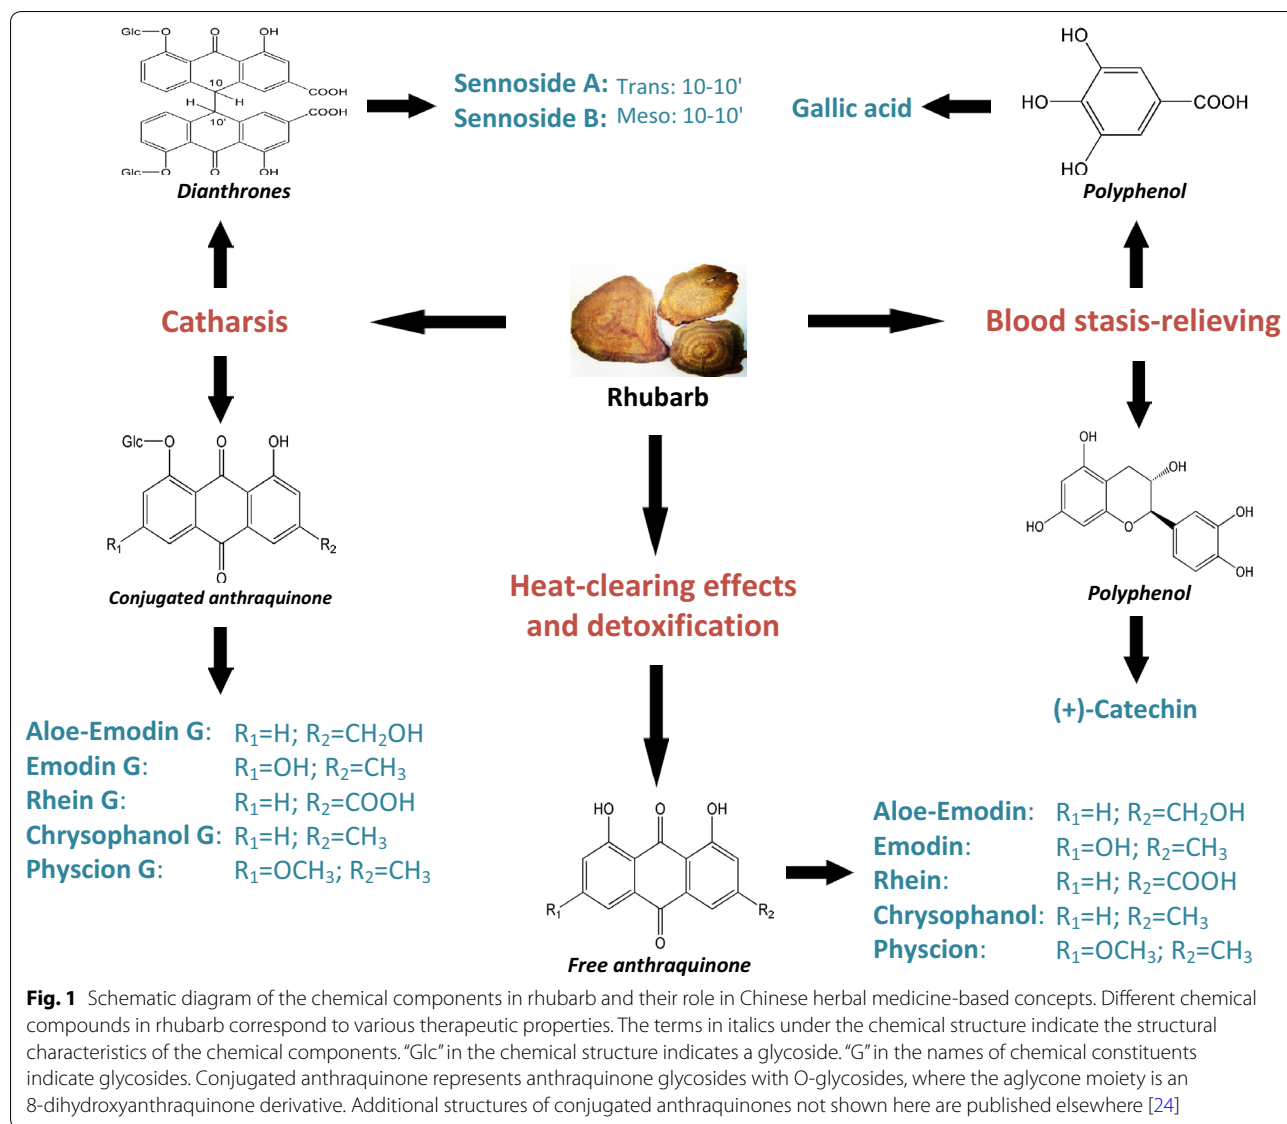 Glc
O
O
OH
COOH
COOH
10
H
H
10'
Glc
O
O
OH
Dianthrones
Sennoside A: Trans: 10-10'
Sennoside B: Meso: 10-10'
Gallic acid
HO
HO
HO
COOH
Polyphenol
Catharsis
Rhubarb
Blood stasis-relieving
Glc—O
O
OH
R1
R2
O
Conjugated anthraquinone
Heat-clearing effects
and detoxification
OH
OH
HO
O
OH
OH
Polyphenol
(+)-Catechin
Aloe-Emodin G: R1=H; R2=CH2OH
Emodin G: R1=OH; R2=CH3
Rhein G: R1=H; R2=COOH
Chrysophanol G: R1=H; R2=CH3
Physcion G: R1=OCH3; R2=CH3
HO
O
OH
R1
R2
O
Free anthraquinone
Aloe-Emodin: R1=H; R2=CH2OH
Emodin: R1=OH; R2=CH3
Rhein: R1=H; R2=COOH
Chrysophanol: R1=H; R2=CH3
Physcion: R1=OCH3; R2=CH3
Fig. 1 Schematic diagram of the chemical components in rhubarb and their role in Chinese herbal medicine-based concepts. Different chemical
compounds in rhubarb correspond to various therapeutic properties. The terms in italics under the chemical structure indicate the structural
characteristics of the chemical components. “Glc” in the chemical structure indicates a glycoside. “G” in the names of chemical constituents
indicate glycosides. Conjugated anthraquinone represents anthraquinone glycosides with O-glycosides, where the aglycone moiety is an
8-dihydroxyanthraquinone derivative. Additional structures of conjugated anthraquinones not shown here are published elsewhere [24]